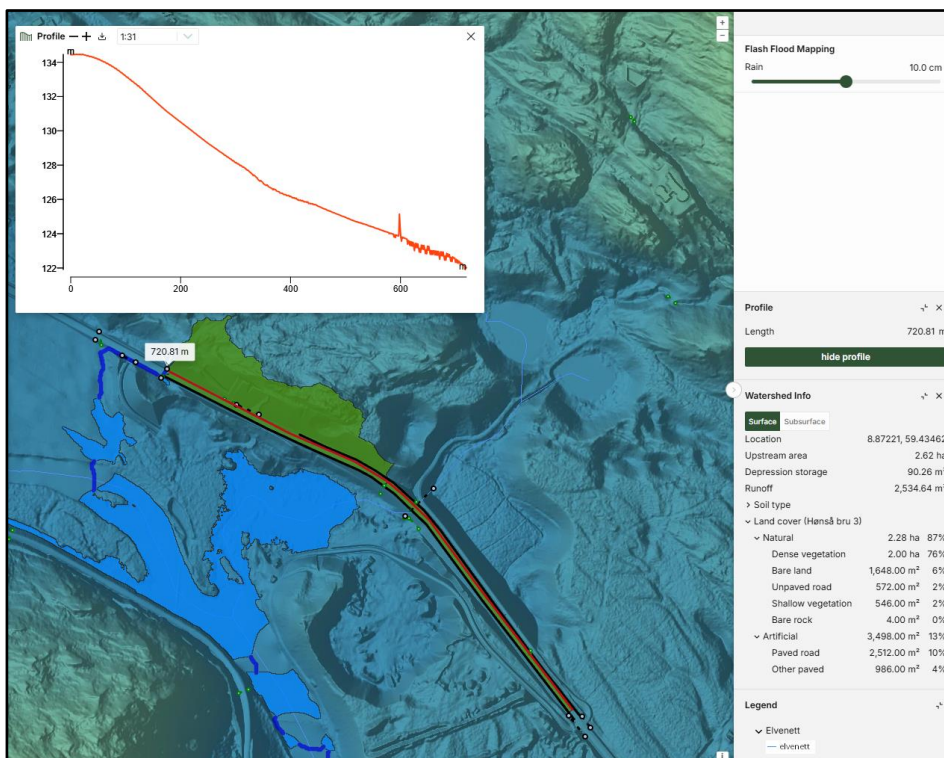 Profile 1:31
m
134
132
130
128
126
124
122
m
0 200 400 600
720.81 m
Flash Flood Mapping
Rain 10.0 cm
Profile
Length 720.81 m
hide profile
Watershed Info
Surface Subsurface
Location 8.87221, 59.43462
Upstream area 2.62 ha
Depression storage 90.26 m³
Runoff 2,534.64 m³
Soil type
Land cover (Hønså bru 3)
Natural 2.28 ha 87%
Dense vegetation 2.00 ha 76%
Bare land 1,648.00 m² 6%
Unpaved road 572.00 m² 2%
Shallow vegetation 546.00 m² 2%
Bare rock 4.00 m² 0%
Artificial 3,498.00 m² 13%
Paved road 2,512.00 m² 10%
Other paved 986.00 m² 4%
Legend
Elvenett
elvenett